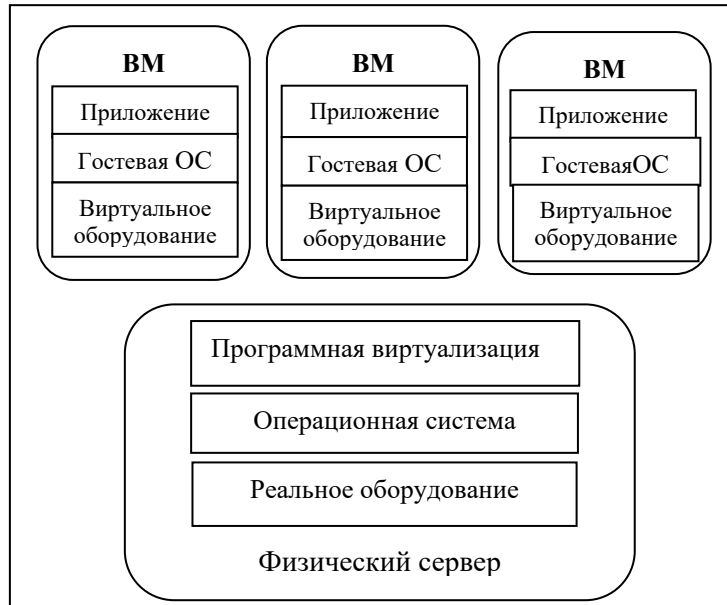 ВМ
Приложение
Гостевая ОС
Виртуальное
оборудование
ВМ
Приложение
Гостевая ОС
Виртуальное
оборудование
ВМ
Приложение
ГостеваяОС
Виртуальное
оборудование
Программная виртуализация
Операционная система
Реальное оборудование
Физический сервер